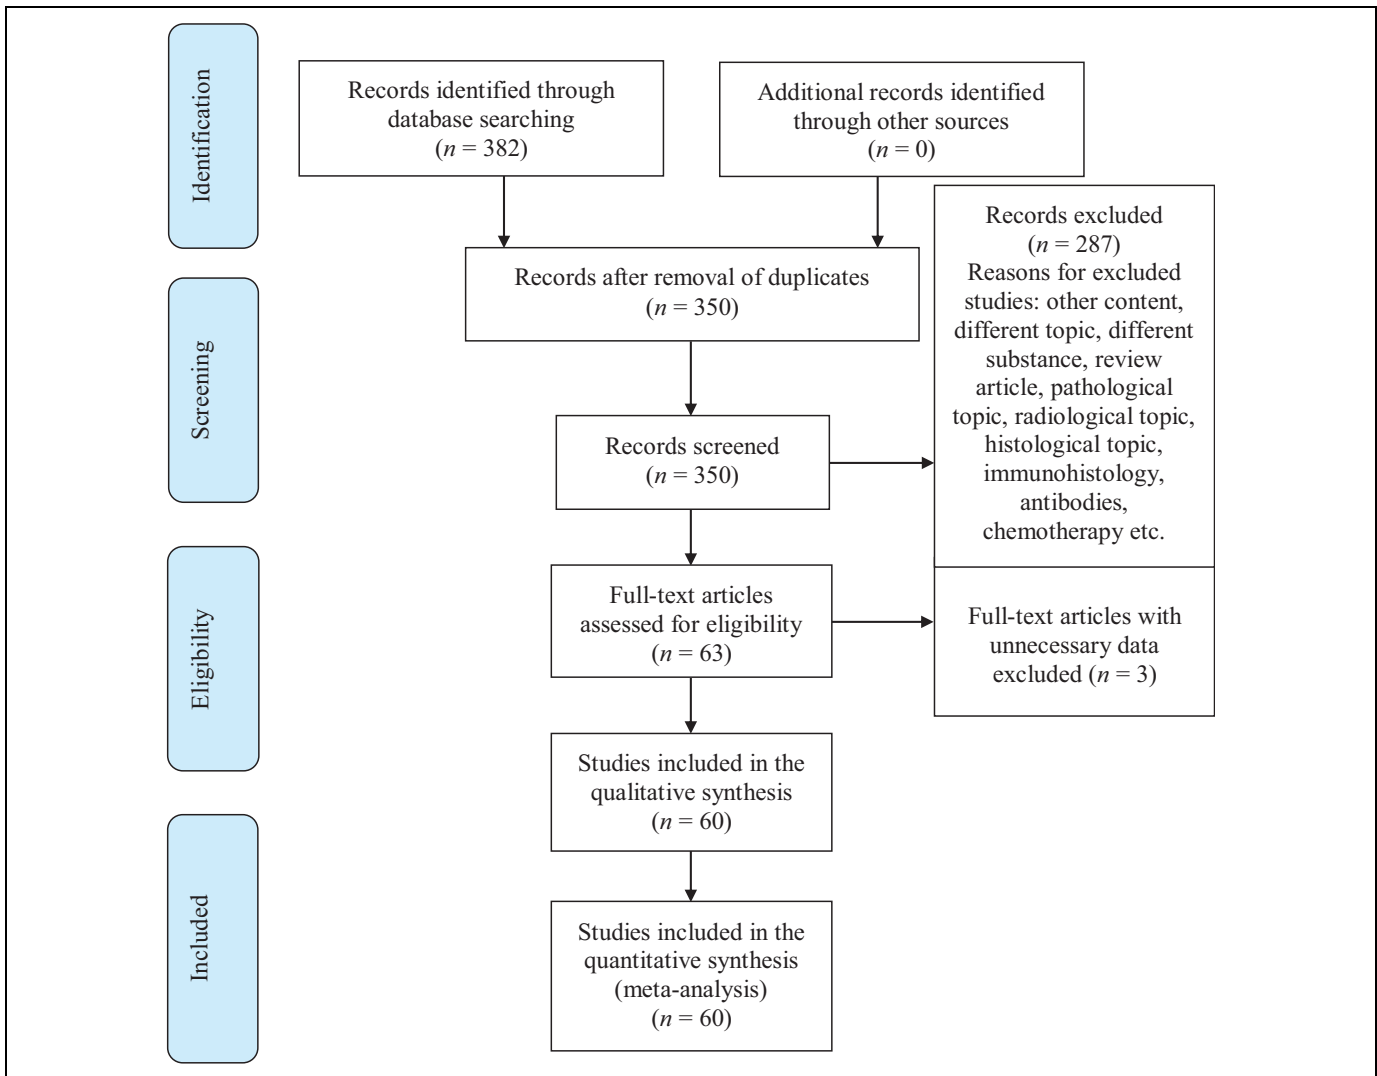 Identification
Records identified through
database searching
(n = 382)
Additional records identified
through other sources
(n = 0)
Records after removal of duplicates
(n = 350)
Screening
Records screened
(n = 350)
Records excluded
(n = 287)
Reasons for excluded
studies: other content,
different topic, different
substance, review
article, pathological
topic, radiological topic,
histological topic,
immunohistology,
antibodies,
chemotherapy etc.
Eligibility
Full-text articles
assessed for eligibility
(n = 63)
Full-text articles with
unnecessary data
excluded (n = 3)
Studies included in the
qualitative synthesis
(n = 60)
Included
Studies included in the
quantitative synthesis
(meta-analysis)
(n = 60)